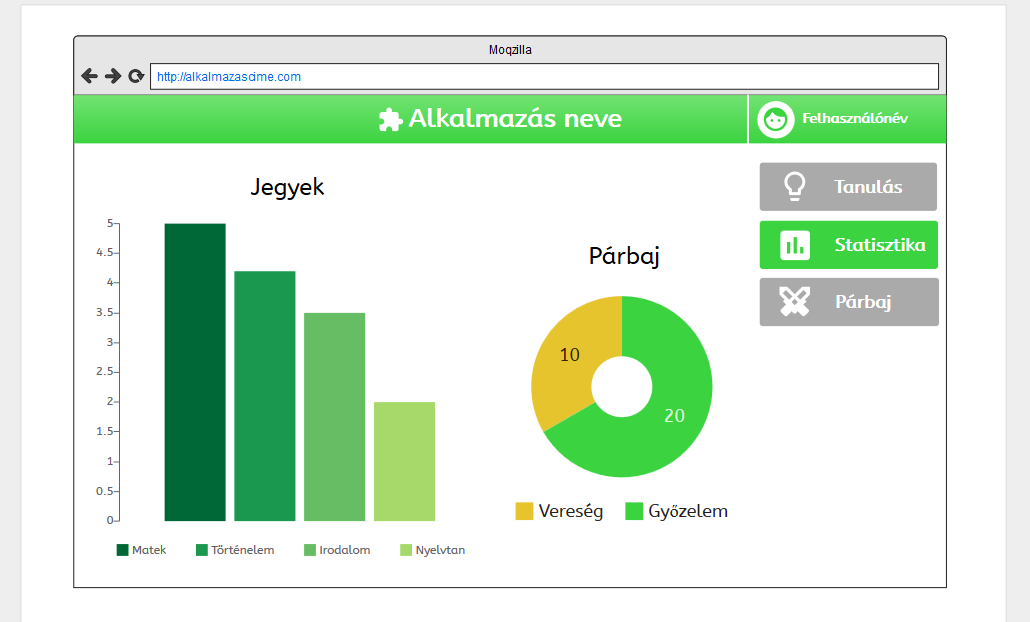 Moqzilla
http://alkalmazascime.com
Alkalmazás neve
Felhasználónév
Jegyek
5
4.5
4
3.5
3
2.5
2
1.5
1
0.5
0
Matek Történelem Irodalom Nyelvtan
Párbaj
10
20
Vereség Győzelem
Tanulás
Statisztika
Párbaj